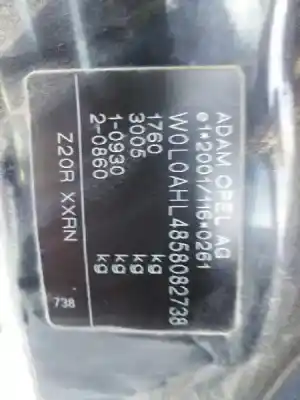 ADAM OPEL AG
e1*2001/116*0261
W0L0AHL4858082738
1760 kg
3005 kg
1-0930 kg
2-0860 kg
Z20R XXRN
738